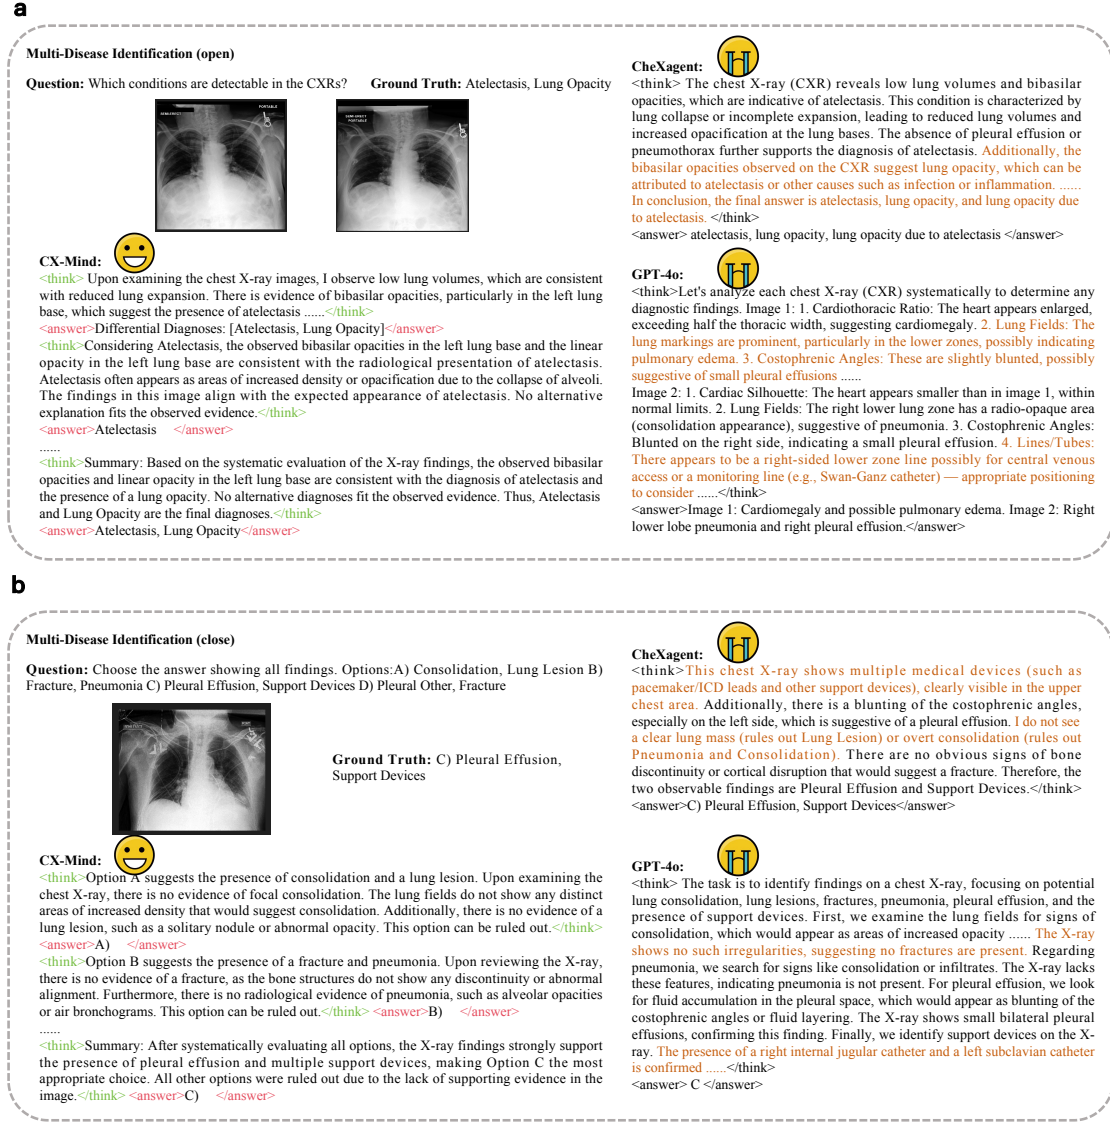 a
Multi-Disease Identification (open)
Question: Which conditions are detectable in the CXRs? Ground Truth: Atelectasis, Lung Opacity
SEMI-ERECT
PORTABLE
SEMI-ERECT
PORTABLE
CX-Mind:
<think> Upon examining the chest X-ray images, I observe low lung volumes, which are consistent
with reduced lung expansion. There is evidence of bibasilar opacities, particularly in the left lung
base, which suggest the presence of atelectasis ......</think>
<answer>Differential Diagnoses: [Atelectasis, Lung Opacity]</answer>
<think>Considering Atelectasis, the observed bibasilar opacities in the left lung base and the linear
opacity in the left lung base are consistent with the radiological presentation of atelectasis.
Atelectasis often appears as areas of increased density or opacification due to the collapse of alveoli.
The findings in this image align with the expected appearance of atelectasis. No alternative
explanation fits the observed evidence.</think>
<answer>Atelectasis </answer>
......
<think>Summary: Based on the systematic evaluation of the X-ray findings, the observed bibasilar
opacities and linear opacity in the left lung base are consistent with the diagnosis of atelectasis and
the presence of a lung opacity. No alternative diagnoses fit the observed evidence. Thus, Atelectasis
and Lung Opacity are the final diagnoses.</think>
<answer>Atelectasis, Lung Opacity</answer>
CheXagent:
<think> The chest X-ray (CXR) reveals low lung volumes and bibasilar
opacities, which are indicative of atelectasis. This condition is characterized by
lung collapse or incomplete expansion, leading to reduced lung volumes and
increased opacification at the lung bases. The absence of pleural effusion or
pneumothorax further supports the diagnosis of atelectasis. Additionally, the
bibasilar opacities observed on the CXR suggest lung opacity, which can be
attributed to atelectasis or other causes such as infection or inflammation. ......
In conclusion, the final answer is atelectasis, lung opacity, and lung opacity due
to atelectasis. </think>
<answer> atelectasis, lung opacity, lung opacity due to atelectasis </answer>
GPT-4o:
<think>Let's analyze each chest X-ray (CXR) systematically to determine any
diagnostic findings. Image 1: 1. Cardiothoracic Ratio: The heart appears enlarged,
exceeding half the thoracic width, suggesting cardiomegaly. 2. Lung Fields: The
lung markings are prominent, particularly in the lower zones, possibly indicating
pulmonary edema. 3. Costophrenic Angles: These are slightly blunted, possibly
suggestive of small pleural effusions ......
Image 2: 1. Cardiac Silhouette: The heart appears smaller than in image 1, within
normal limits. 2. Lung Fields: The right lower lung zone has a radio-opaque area
(consolidation appearance), suggestive of pneumonia. 3. Costophrenic Angles:
Blunted on the right side, indicating a small pleural effusion. 4. Lines/Tubes:
There appears to be a right-sided lower zone line possibly for central venous
access or a monitoring line (e.g., Swan-Ganz catheter) — appropriate positioning
to consider ......</think>
<answer>Image 1: Cardiomegaly and possible pulmonary edema. Image 2: Right
lower lobe pneumonia and right pleural effusion.</answer>
b
Multi-Disease Identification (close)
Question: Choose the answer showing all findings. Options:A) Consolidation, Lung Lesion B)
Fracture, Pneumonia C) Pleural Effusion, Support Devices D) Pleural Other, Fracture
Ground Truth: C) Pleural Effusion,
Support Devices
CX-Mind:
<think>Option A suggests the presence of consolidation and a lung lesion. Upon examining the
chest X-ray, there is no evidence of focal consolidation. The lung fields do not show any distinct
areas of increased density that would suggest consolidation. Additionally, there is no evidence of a
lung lesion, such as a solitary nodule or abnormal opacity. This option can be ruled out.</think>
<answer>A) </answer>
<think>Option B suggests the presence of a fracture and pneumonia. Upon reviewing the X-ray,
there is no evidence of a fracture, as the bone structures do not show any discontinuity or abnormal
alignment. Furthermore, there is no radiological evidence of pneumonia, such as alveolar opacities
or air bronchograms. This option can be ruled out.</think> <answer>B) </answer>
......
<think>Summary: After systematically evaluating all options, the X-ray findings strongly support
the presence of pleural effusion and multiple support devices, making Option C the most
appropriate choice. All other options were ruled out due to the lack of supporting evidence in the
image.</think> <answer>C) </answer>
CheXagent:
<think>This chest X-ray shows multiple medical devices (such as
pacemaker/ICD leads and other support devices), clearly visible in the upper
chest area. Additionally, there is a blunting of the costophrenic angles,
especially on the left side, which is suggestive of a pleural effusion. I do not see
a clear lung mass (rules out Lung Lesion) or overt consolidation (rules out
Pneumonia and Consolidation). There are no obvious signs of bone
discontinuity or cortical disruption that would suggest a fracture. Therefore, the
two observable findings are Pleural Effusion and Support Devices.</think>
<answer>C) Pleural Effusion, Support Devices</answer>
GPT-4o:
<think> The task is to identify findings on a chest X-ray, focusing on potential
lung consolidation, lung lesions, fractures, pneumonia, pleural effusion, and the
presence of support devices. First, we examine the lung fields for signs of
consolidation, which would appear as areas of increased opacity ...... The X-ray
shows no such irregularities, suggesting no fractures are present. Regarding
pneumonia, we search for signs like consolidation or infiltrates. The X-ray lacks
these features, indicating pneumonia is not present. For pleural effusion, we look
for fluid accumulation in the pleural space, which would appear as blunting of the
costophrenic angles or fluid layering. The X-ray shows small bilateral pleural
effusions, confirming this finding. Finally, we identify support devices on the X-
ray. The presence of a right internal jugular catheter and a left subclavian catheter
is confirmed ......</think>
<answer> C </answer>